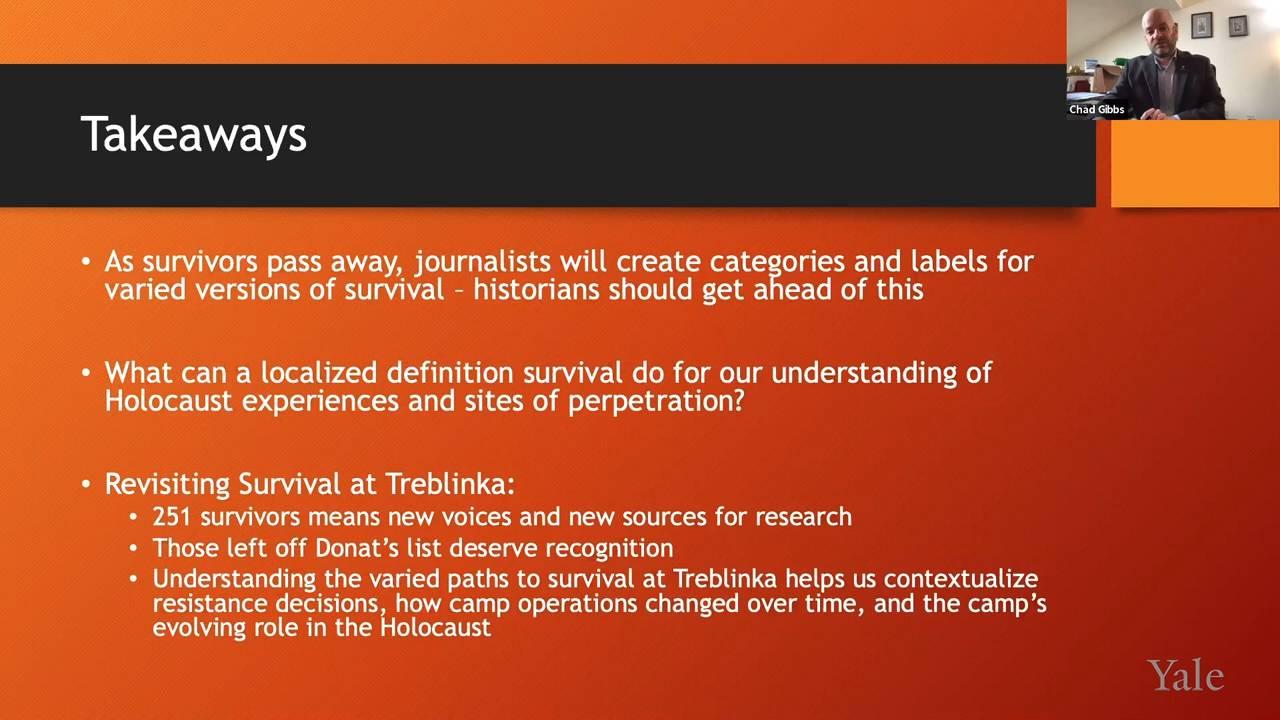 Chad Gibbs
Takeaways
• As survivors pass away, journalists will create categories and labels for
varied versions of survival – historians should get ahead of this
• What can a localized definition survival do for our understanding of
Holocaust experiences and sites of perpetration?
• Revisiting Survival at Treblinka:
• 251 survivors means new voices and new sources for research
• Those left off Donat’s list deserve recognition
• Understanding the varied paths to survival at Treblinka helps us contextualize
resistance decisions, how camp operations changed over time, and the camp’s
evolving role in the Holocaust
Yale